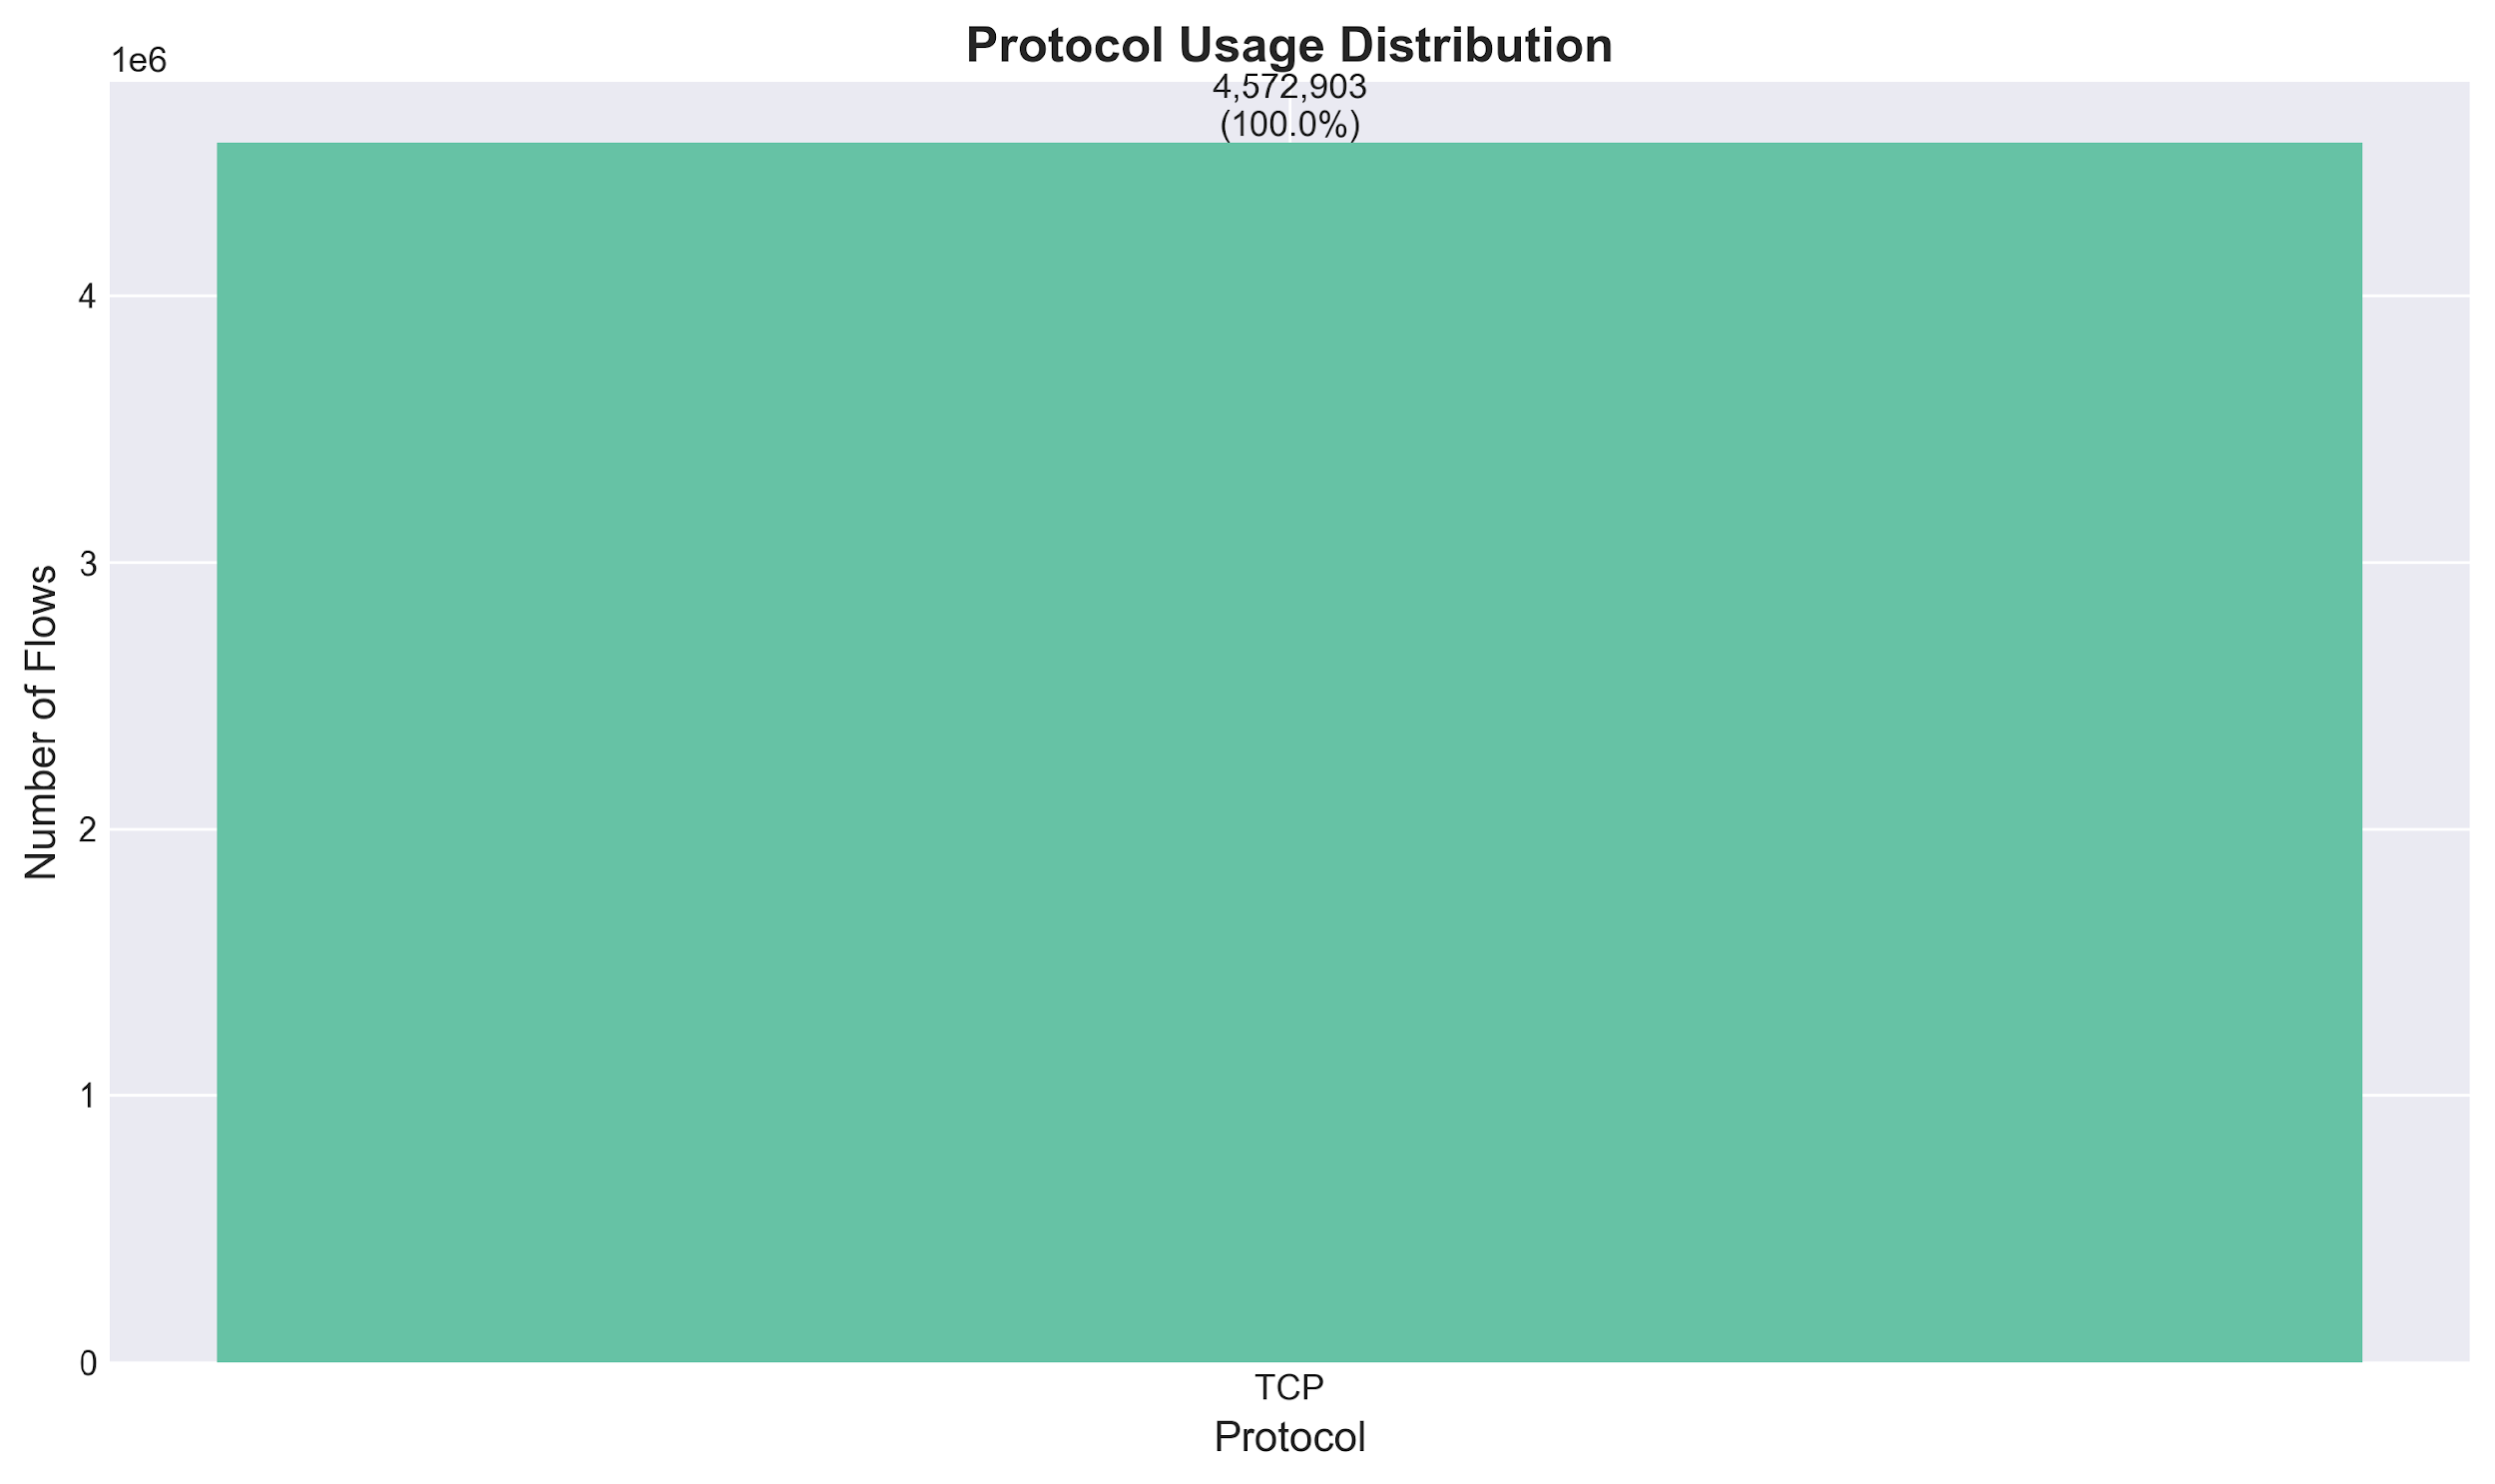 Protocol Usage Distribution
1e6
4,572,903
(100.0%)
4
3
2
1
0
Number of Flows
TCP
Protocol